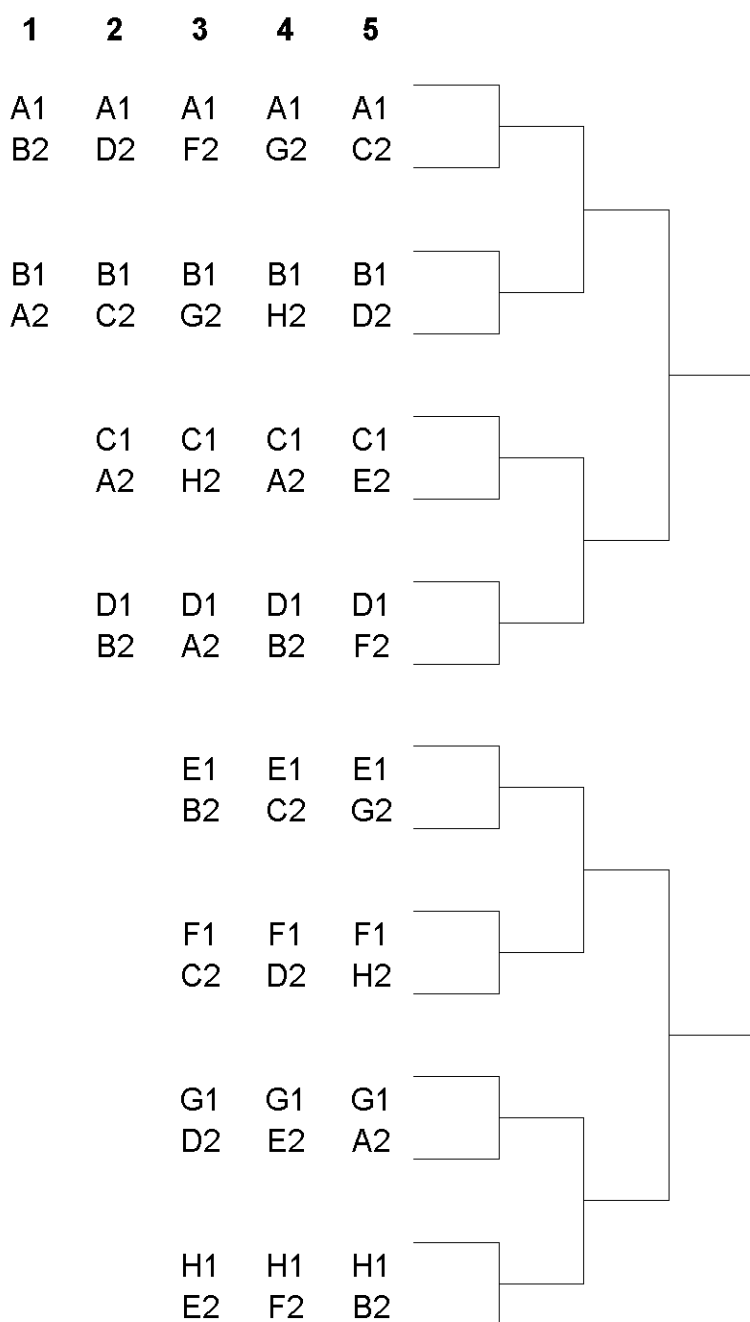 1 2 3 4 5
A1 A1 A1 A1 A1
B2 D2 F2 G2 C2
B1 B1 B1 B1 B1
A2 C2 G2 H2 D2
C1 C1 C1 C1
A2 H2 A2 E2
D1 D1 D1 D1
B2 A2 B2 F2
E1 E1 E1
B2 C2 G2
F1 F1 F1
C2 D2 H2
G1 G1 G1
D2 E2 A2
H1 H1 H1
E2 F2 B2